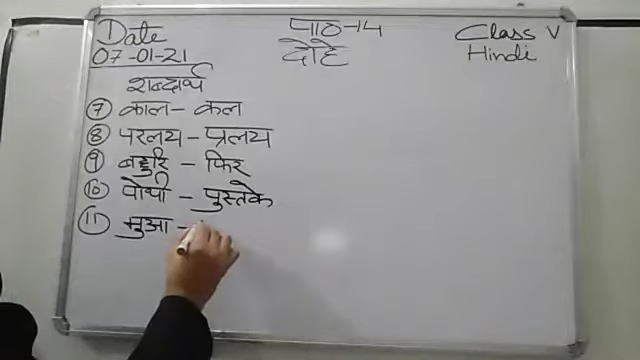 Date पाठ-14 Class V
07-01-21 दोहे Hindi
शब्दार्थ
7 काल - कल
8 परलय - प्रलय
9 बहुरि - फिर
10 पोथी - पुस्तके
11 मुआ -